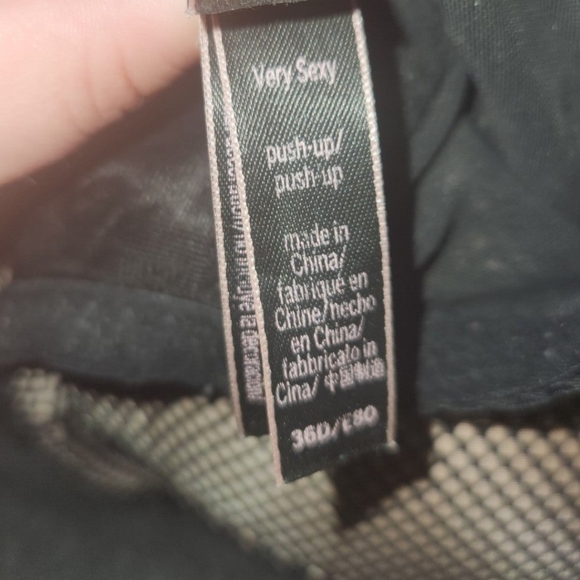 Very Sexy
push-up/
push-up
made in
China/
fabriqué en
Chine/hecho
en China/
fabbricato in
Cina/ 中国制造
36D/E80